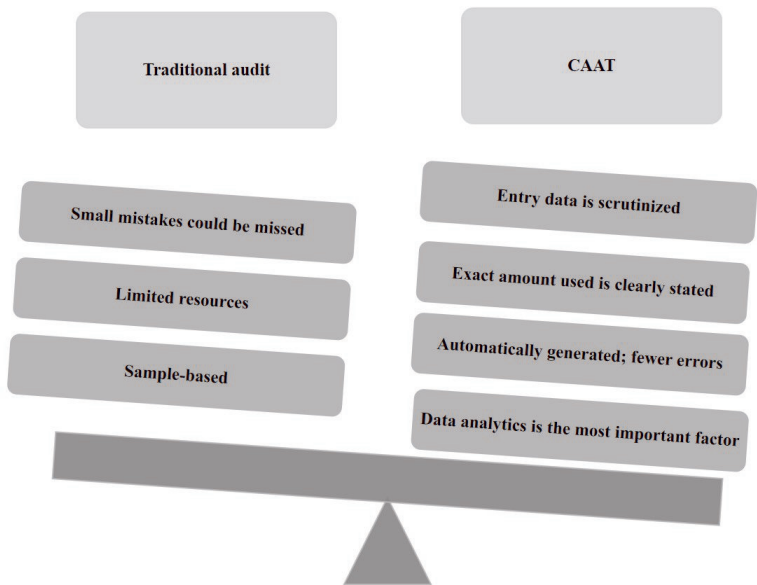 Traditional audit
CAAT
Small mistakes could be missed
Limited resources
Sample-based
Entry data is scrutinized
Exact amount used is clearly stated
Automatically generated; fewer errors
Data analytics is the most important factor